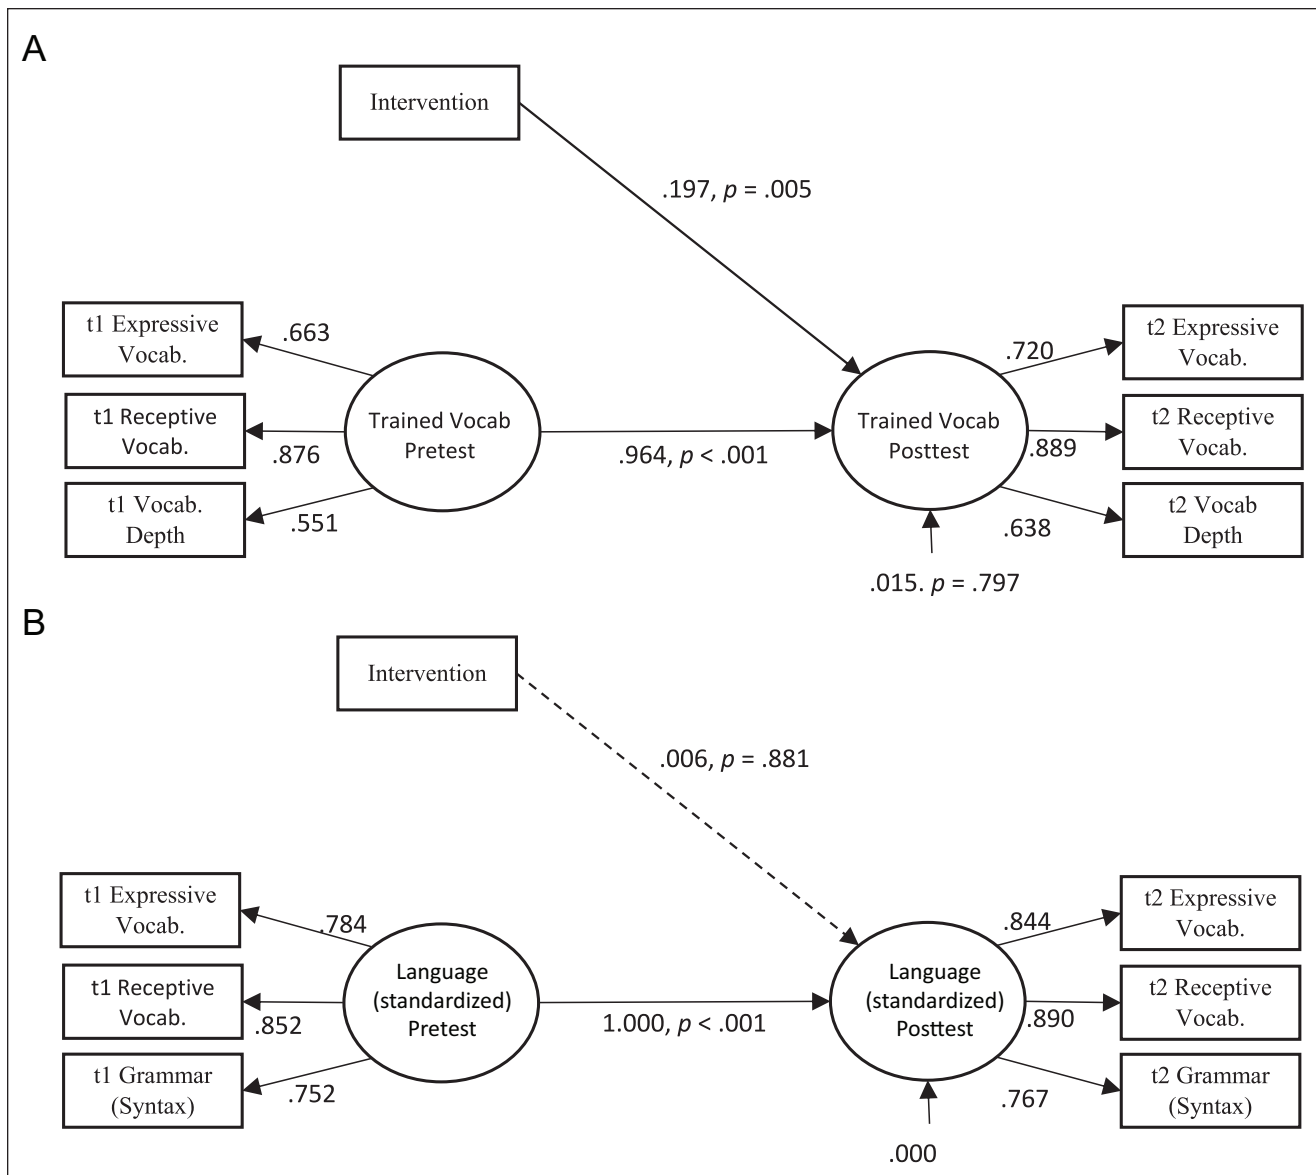 A
Intervention
.197, p = .005
t1 Expressive
Vocab.
.663
t1 Receptive
Vocab.
.876
t1 Vocab.
Depth
.551
Trained Vocab
Pretest
.964, p < .001
Trained Vocab
Posttest
.720
t2 Expressive
Vocab.
.889
t2 Receptive
Vocab.
.638
t2 Vocab
Depth
.015. p = .797
B
Intervention
.006, p = .881
t1 Expressive
Vocab.
.784
t1 Receptive
Vocab.
.852
t1 Grammar
(Syntax)
.752
Language
(standardized)
Pretest
1.000, p < .001
Language
(standardized)
Posttest
.844
t2 Expressive
Vocab.
.890
t2 Receptive
Vocab.
.767
t2 Grammar
(Syntax)
.000